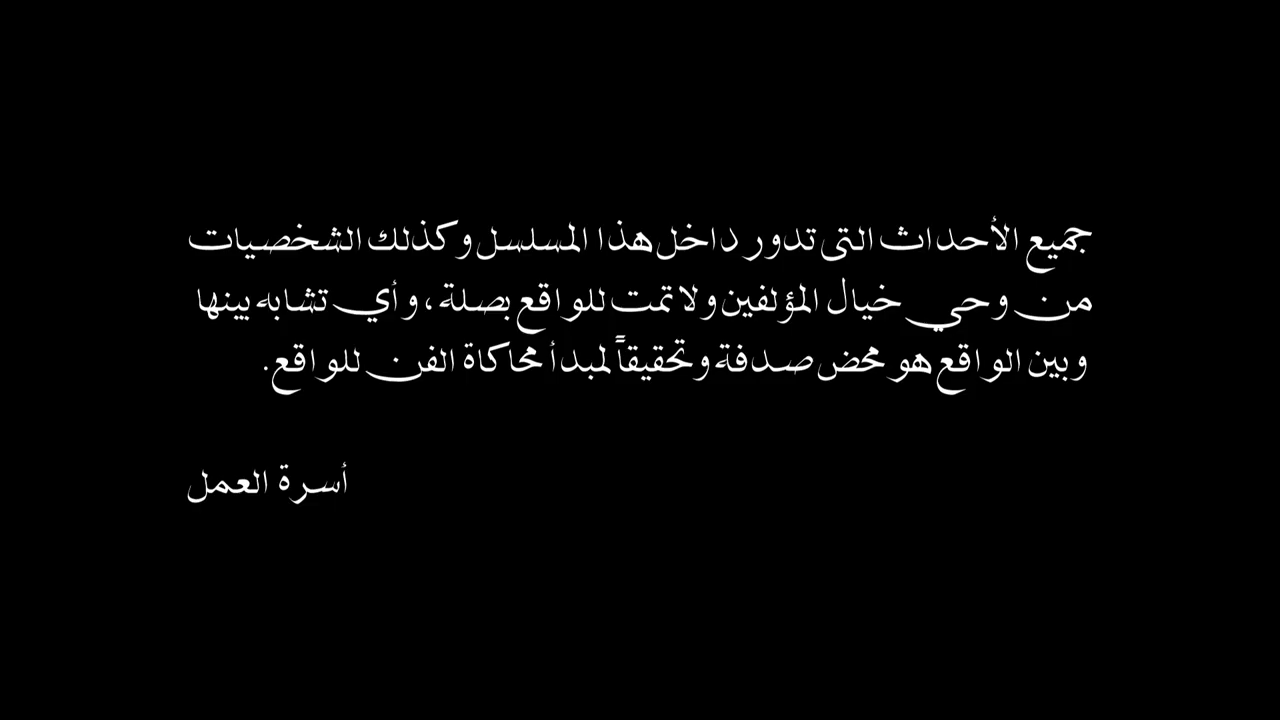 جميع الأحداث التى تدور داخل هذا المسلسل وكذلك الشخصيات
من وحي خيال المؤلفين ولا تمت للواقع بصلة، وأي تشابه بينها
وبين الواقع هو محض صدفة وتحقيقاً لمبدأ محاكاة الفن للواقع.
أسرة العمل